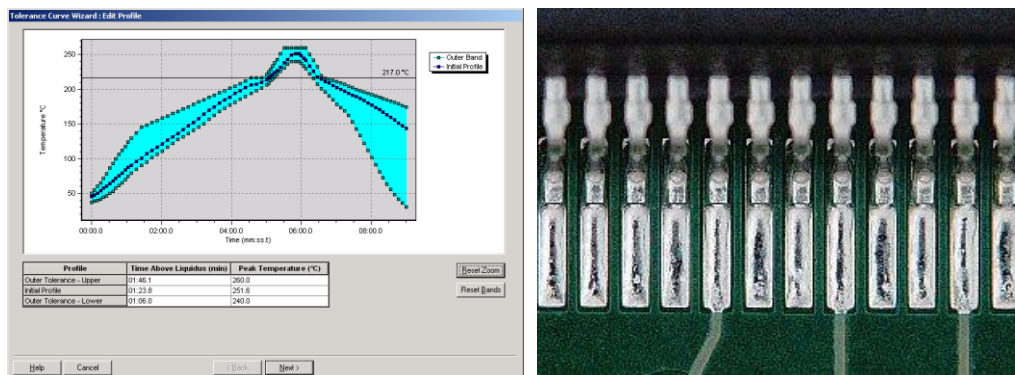 Tolerance Curve Wizard : Edit Profile
250
200
150
100
50
Temperature °C
217.0 °C
Outer Band
Initial Profile
00:00.0 02:00.0 04:00.0 06:00.0 08:00.0
Time (mm:ss.t)
Profile Time Above Liquidus (min) Peak Temperature (°C)
Outer Tolerance - Upper 01:46.1 260.0
Initial Profile 01:23.8 251.6
Outer Tolerance - Lower 01:06.0 240.0
Reset Zoom
Reset Bands
Help Cancel < Back Next >